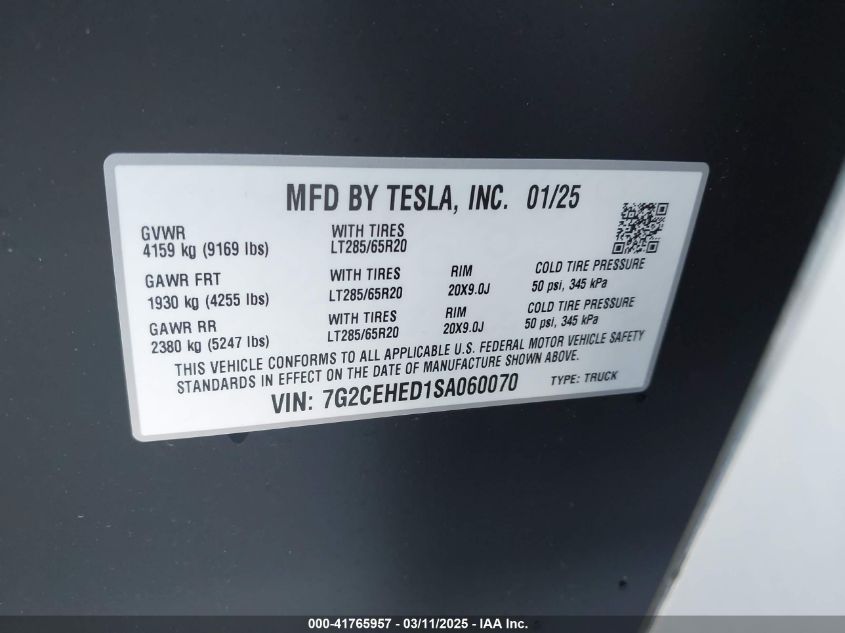 MFD BY TESLA, INC. 01/25
GVWR
4159 kg (9169 lbs)
WITH TIRES
LT285/65R20
GAWR FRT
1930 kg (4255 lbs)
WITH TIRES
LT285/65R20
RIM
20X9.0J
COLD TIRE PRESSURE
50 psi, 345 kPa
GAWR RR
2380 kg (5247 lbs)
WITH TIRES
LT285/65R20
RIM
20X9.0J
COLD TIRE PRESSURE
50 psi, 345 kPa
THIS VEHICLE CONFORMS TO ALL APPLICABLE U.S. FEDERAL MOTOR VEHICLE SAFETY
STANDARDS IN EFFECT ON THE DATE OF MANUFACTURE SHOWN ABOVE.
VIN: 7G2CEHED1SA060070
TYPE: TRUCK
000-41765957 - 03/11/2025 - IAA Inc.